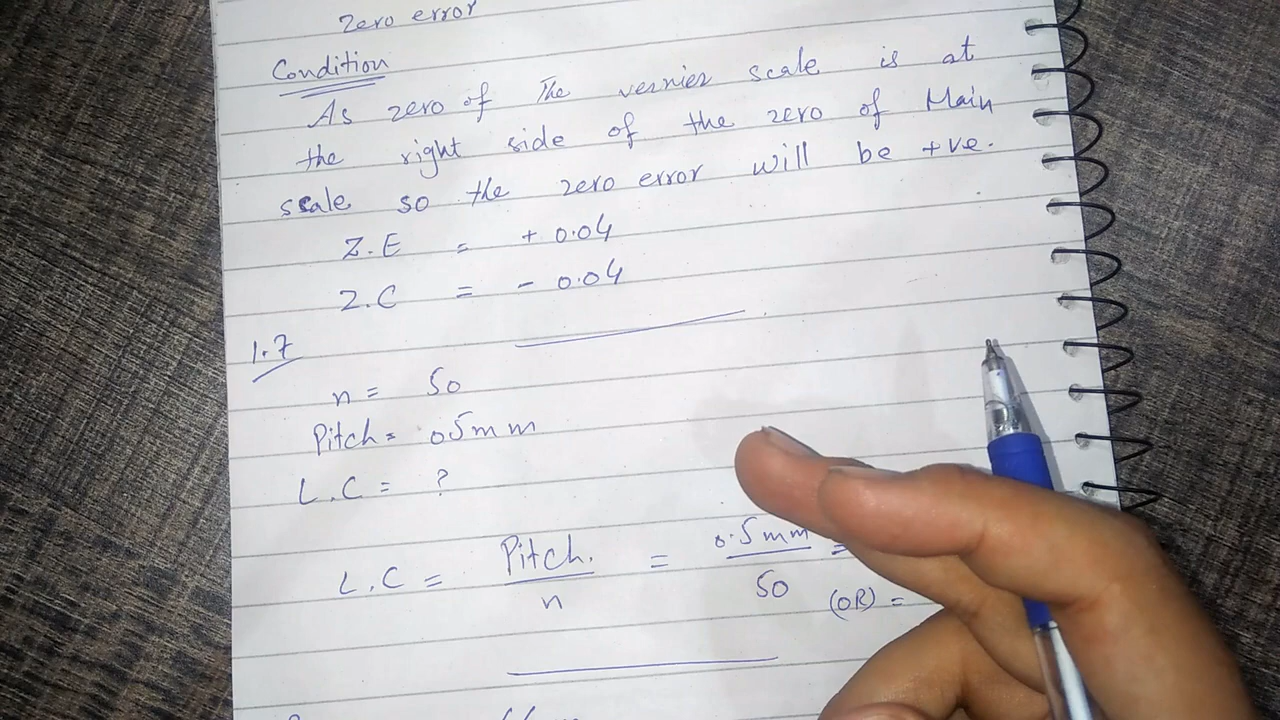 Zero error
Condition
As zero of The vernier scale is at
the right side of the zero of Main
scale so the zero error will be +ve.
Z.E = + 0.04
Z.C = - 0.04
1.7
n = 50
Pitch = 0.5mm
L.C = ?
L.C = Pitch. / n = 0.5mm / 50 =
(OR) =